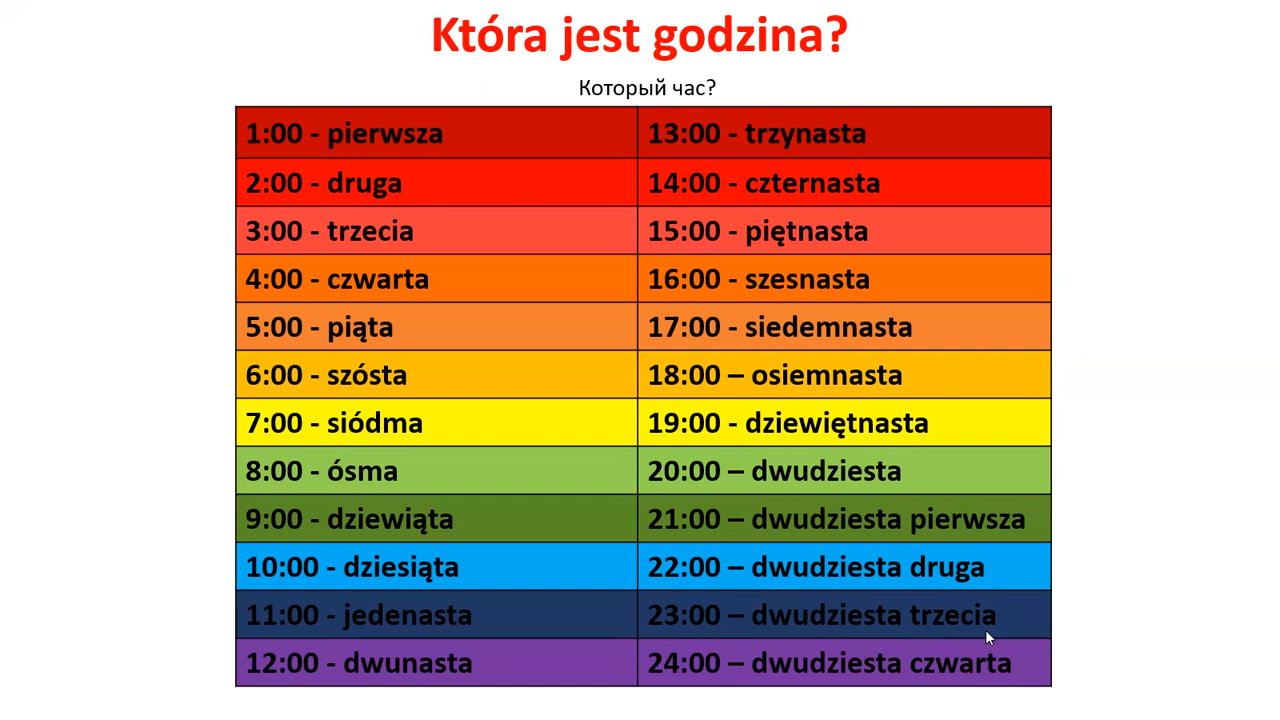 Która jest godzina?
Который час?
1:00 - pierwsza
13:00 - trzynasta
2:00 - druga
14:00 - czternasta
3:00 - trzecia
15:00 - piętnasta
4:00 - czwarta
16:00 - szesnasta
5:00 - piąta
17:00 - siedemnasta
6:00 - szósta
18:00 – osiemnasta
7:00 - siódma
19:00 - dziewiętnasta
8:00 - ósma
20:00 – dwudziesta
9:00 - dziewiąta
21:00 – dwudziesta pierwsza
10:00 - dziesiąta
22:00 – dwudziesta druga
11:00 - jedenasta
23:00 – dwudziesta trzecia
12:00 - dwunasta
24:00 – dwudziesta czwarta